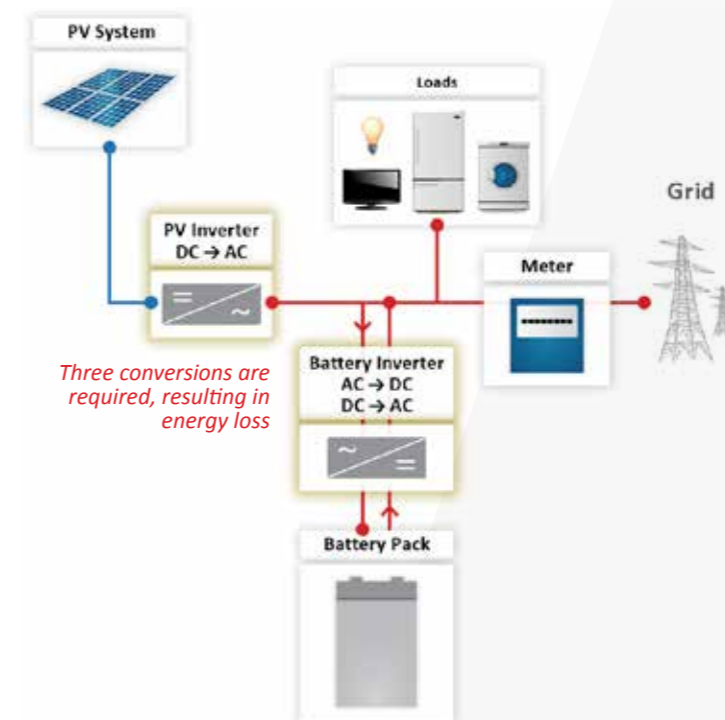 PV System
Loads
Grid
PV Inverter
DC → AC
Meter
Three conversions are
required, resulting in
energy loss
Battery Inverter
AC → DC
DC → AC
Battery Pack